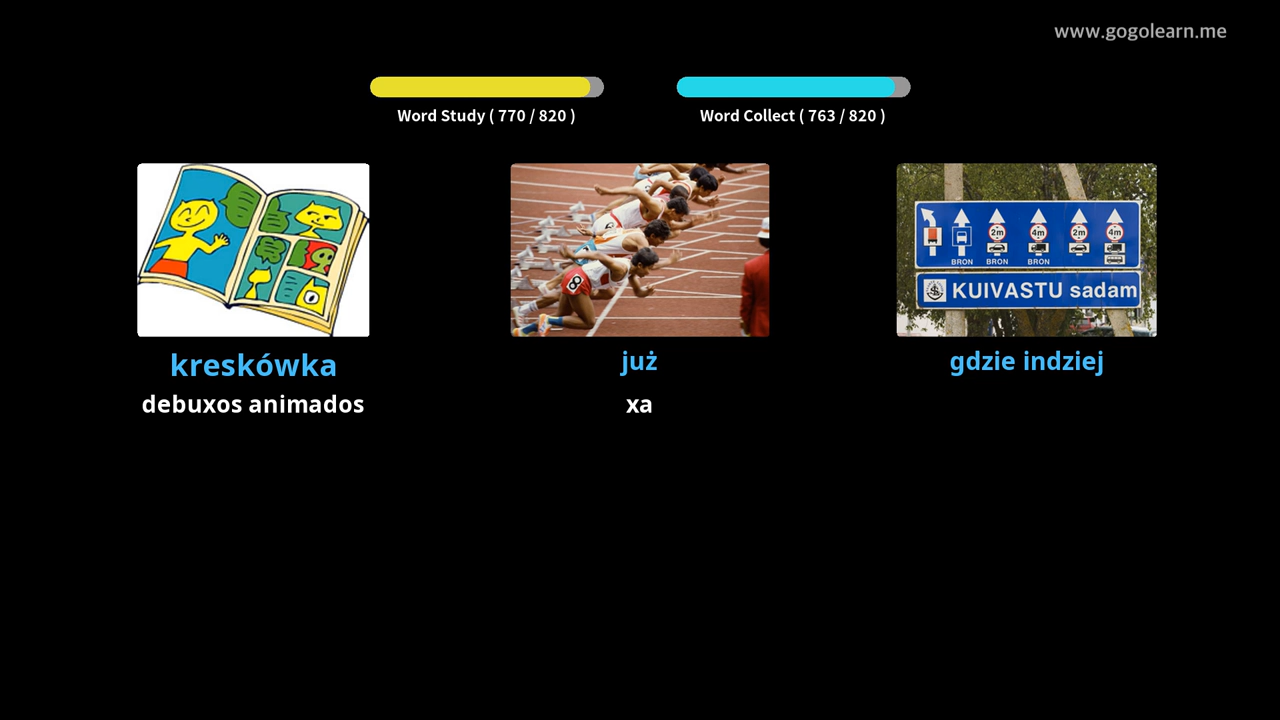 www.gogolearn.me
Word Study ( 770 / 820 )
Word Collect ( 763 / 820 )
8
2m
4m
2m
4m
BRON
BRON
BRON
KUIVASTU sadam
kreskówka
już
gdzie indziej
debuxos animados
xa